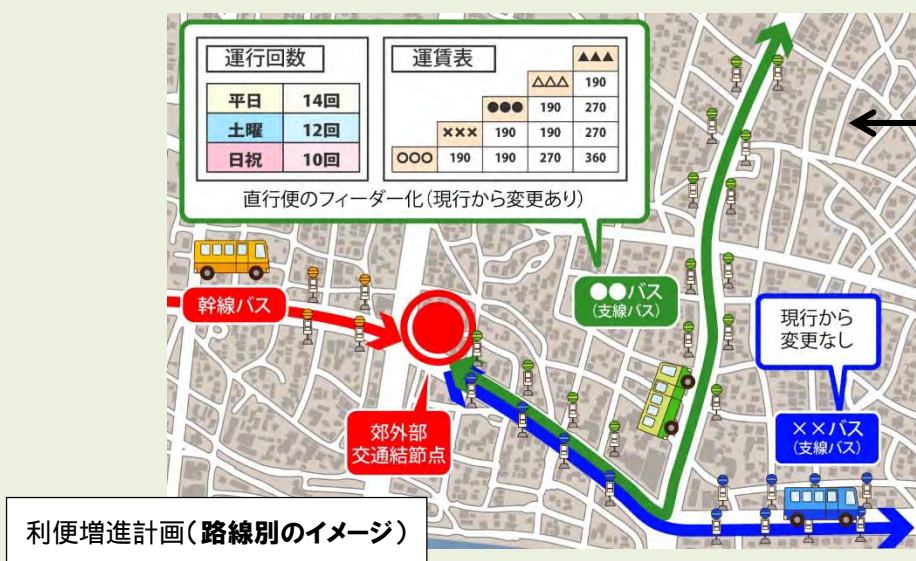 運行回数
平日 14回
土曜 12回
日祝 10回
運賃表
▲▲▲
△△△ 190
●●● 190 270
××× 190 190 270
○○○ 190 190 270 360
直行便のフィーダー化(現行から変更あり)
幹線バス
●●バス
(支線バス)
現行から
変更なし
郊外部
交通結節点
××バス
(支線バス)
利便増進計画(路線別のイメージ)